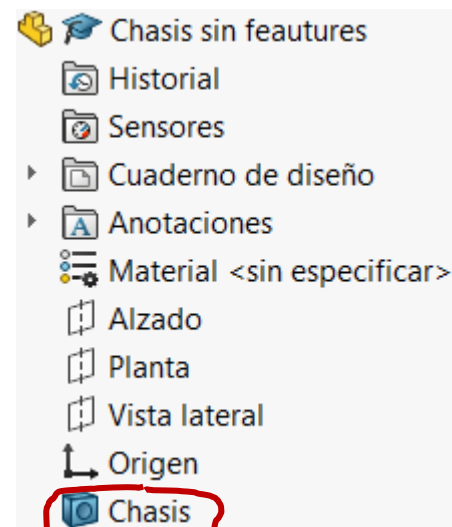 Chasis sin feautures
Historial
Sensores
Cuaderno de diseño
A Anotaciones
Material <sin especificar>
Alzado
Planta
Vista lateral
Origen
Chasis